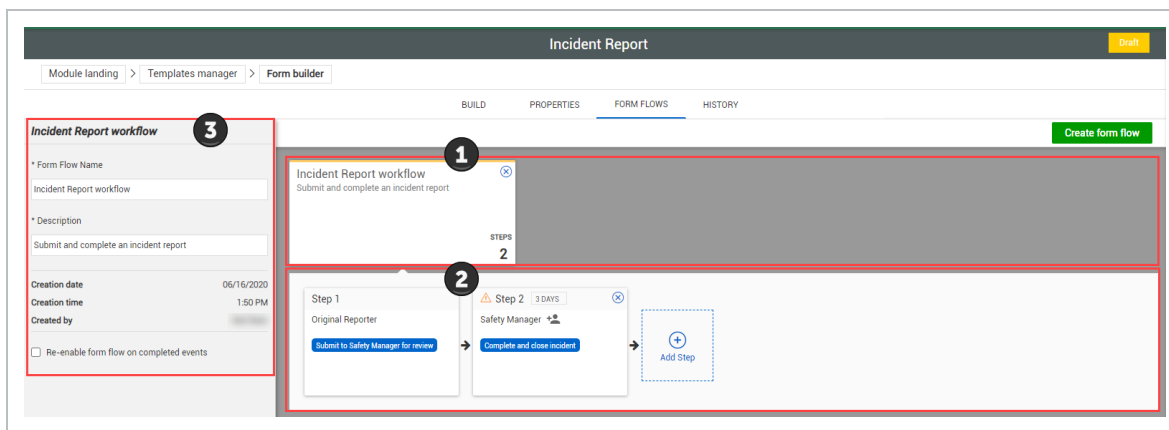 Incident Report
Draft
Module landing > Templates manager > Form builder
BUILD PROPERTIES FORM FLOWS HISTORY
Create form flow
3
Incident Report workflow
* Form Flow Name
Incident Report workflow
* Description
Submit and complete an incident report
Creation date 06/16/2020
Creation time 1:50 PM
Created by
Re-enable form flow on completed events
1
Incident Report workflow
Submit and complete an incident report
STEPS
2
2
Step 1
Original Reporter
Submit to Safety Manager for review
Step 2 3 DAYS
Safety Manager
Complete and close incident
Add Step